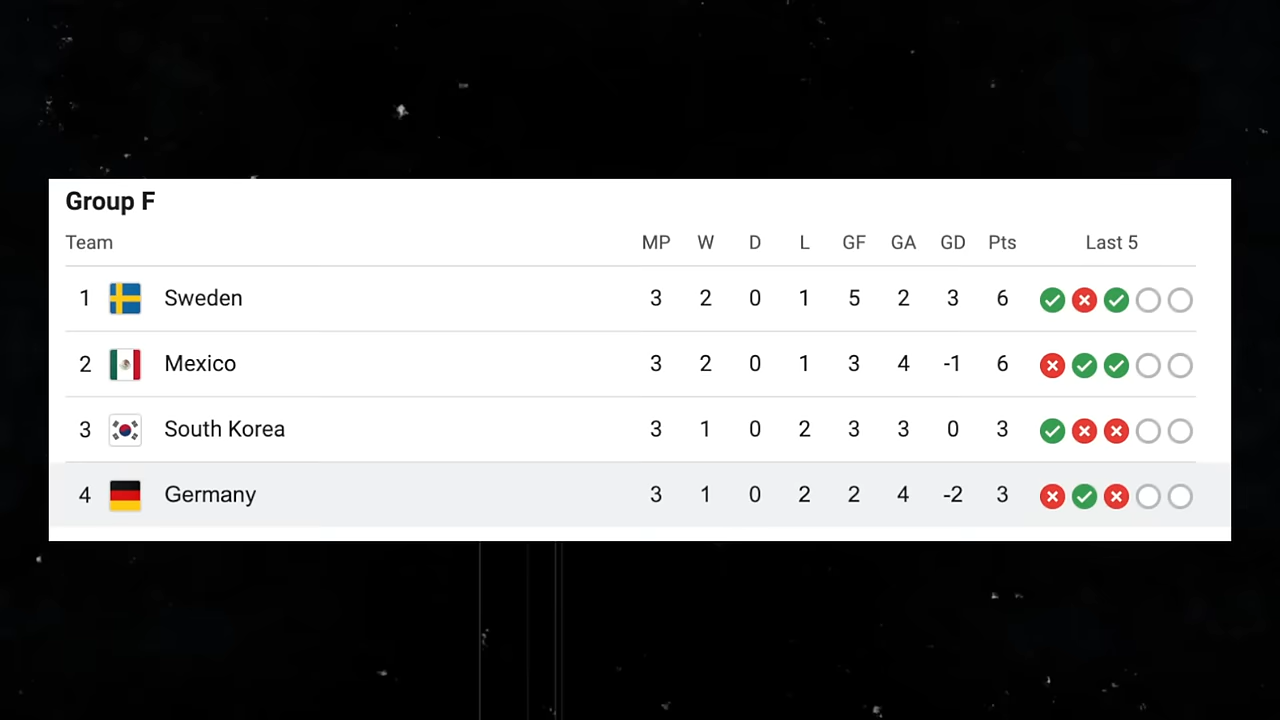 Group F
Team MP W D L GF GA GD Pts Last 5
1 Sweden 3 2 0 1 5 2 3 6
2 Mexico 3 2 0 1 3 4 -1 6
3 South Korea 3 1 0 2 3 3 0 3
4 Germany 3 1 0 2 2 4 -2 3